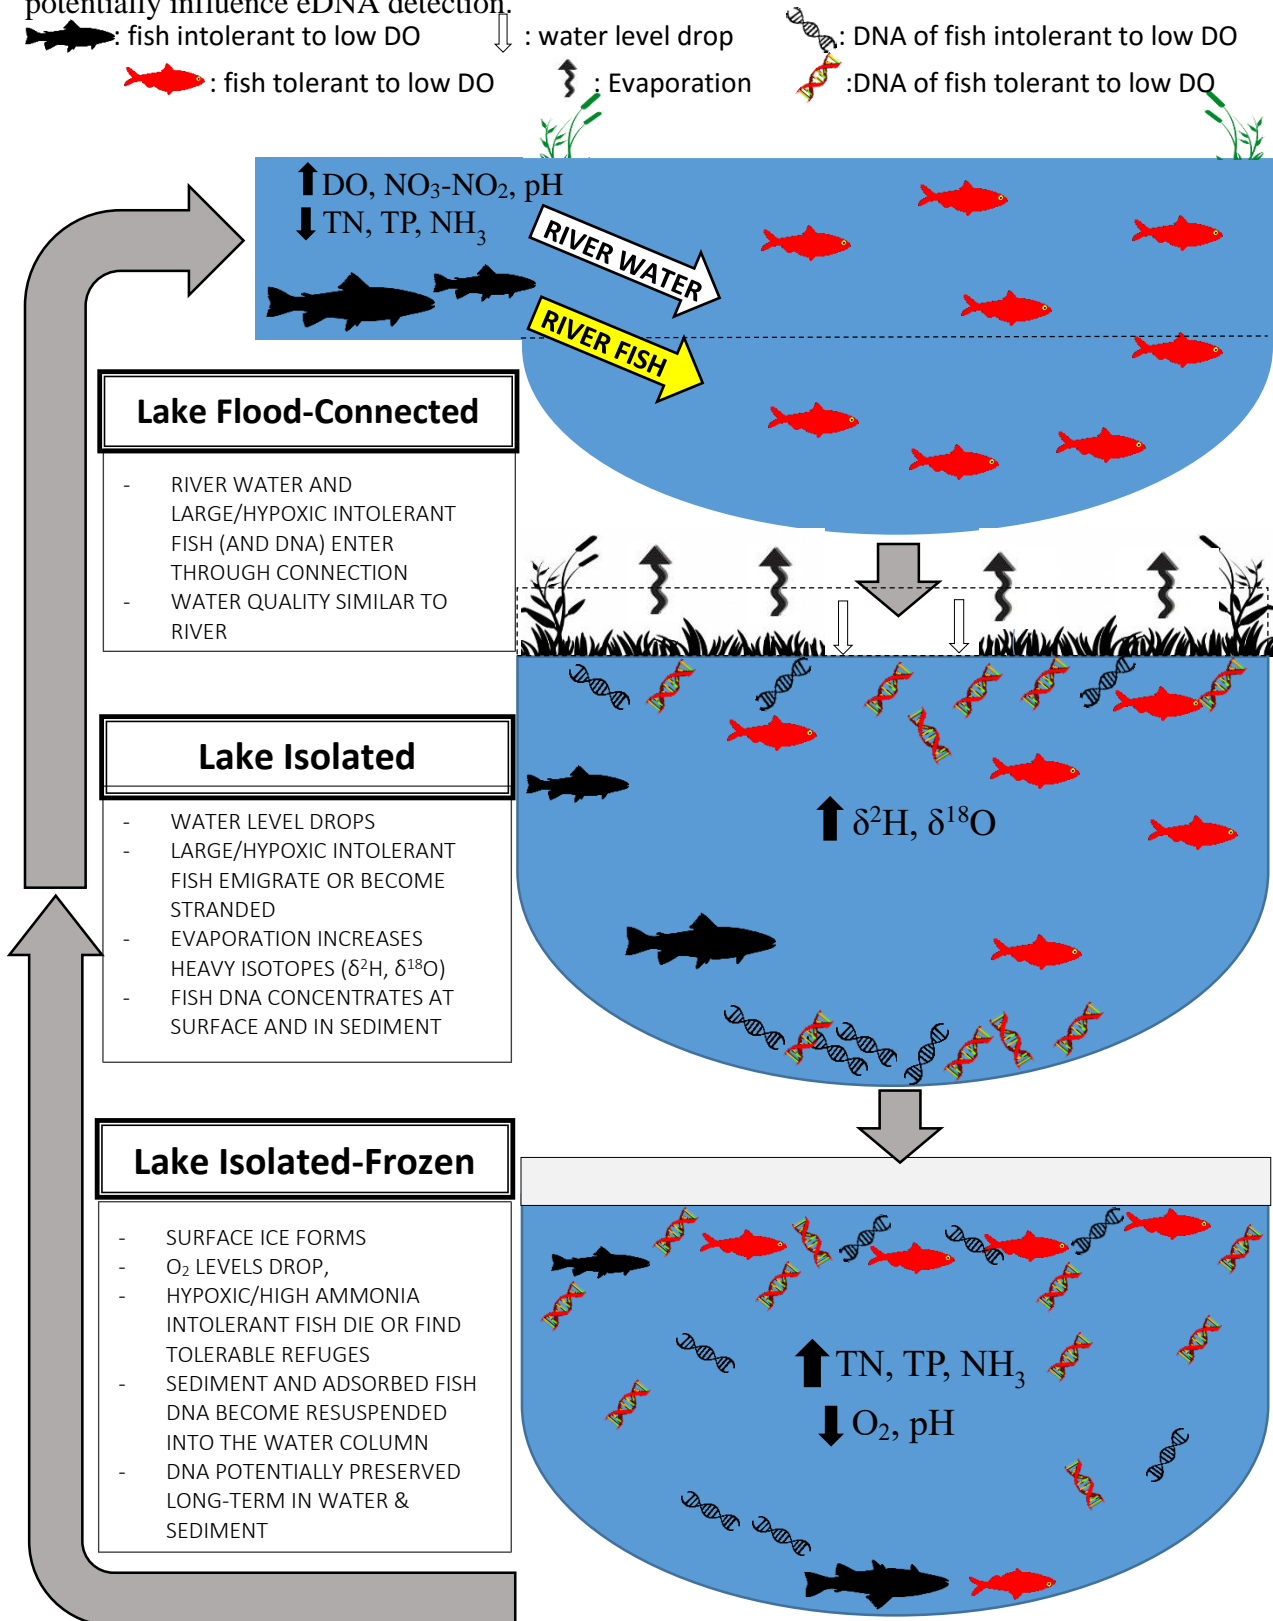 potentially influence eDNA detection.
: fish intolerant to low DO
: water level drop
: DNA of fish intolerant to low DO
: fish tolerant to low DO
: Evaporation
:DNA of fish tolerant to low DO
DO, NO₃-NO₂, pH
TN, TP, NH₃
RIVER WATER
RIVER FISH
Lake Flood-Connected
- RIVER WATER AND
LARGE/HYPOXIC INTOLERANT
FISH (AND DNA) ENTER
THROUGH CONNECTION
- WATER QUALITY SIMILAR TO
RIVER
Lake Isolated
- WATER LEVEL DROPS
- LARGE/HYPOXIC INTOLERANT
FISH EMIGRATE OR BECOME
STRANDED
- EVAPORATION INCREASES
HEAVY ISOTOPES (δ²H, δ¹⁸O)
- FISH DNA CONCENTRATES AT
SURFACE AND IN SEDIMENT
δ²H, δ¹⁸O
Lake Isolated-Frozen
- SURFACE ICE FORMS
- O₂ LEVELS DROP,
- HYPOXIC/HIGH AMMONIA
INTOLERANT FISH DIE OR FIND
TOLERABLE REFUGES
- SEDIMENT AND ADSORBED FISH
DNA BECOME RESUSPENDED
INTO THE WATER COLUMN
- DNA POTENTIALLY PRESERVED
LONG-TERM IN WATER &
SEDIMENT
TN, TP, NH₃
O₂, pH